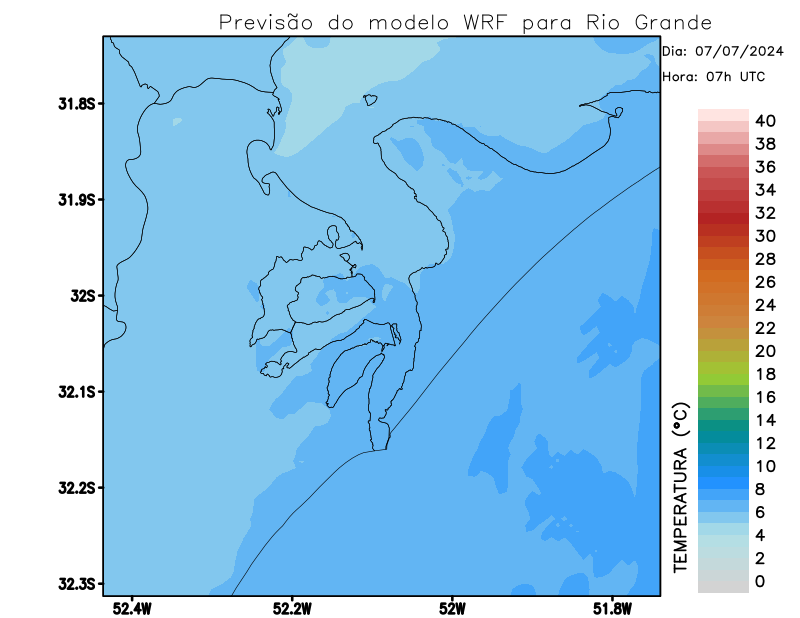 Previsão do modelo WRF para Rio Grande
Dia: 07/07/2024
Hora: 07h UTC
31.8S
31.9S
32S
32.1S
32.2S
32.3S
52.4W
52.2W
52W
51.8W
TEMPERATURA (°C)
40
38
36
34
32
30
28
26
24
22
20
18
16
14
12
10
8
6
4
2
0